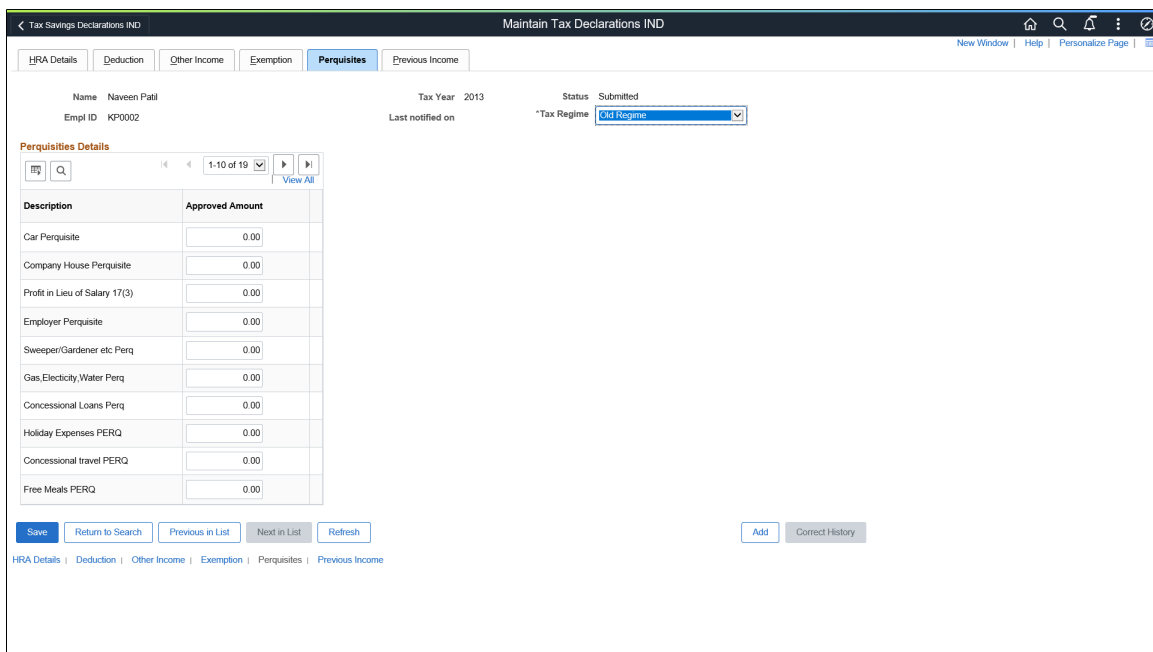 Tax Savings Declarations IND
Maintain Tax Declarations IND
New Window | Help | Personalize Page |
HRA Details
Deduction
Other Income
Exemption
Perquisites
Previous Income
Name Naveen Patil
Tax Year 2013
Status Submitted
Empl ID KP0002
Last notified on
*Tax Regime Old Regime
Perquisities Details
1-10 of 19
| View All
Description Approved Amount
Car Perquisite 0.00
Company House Perquisite 0.00
Profit in Lieu of Salary 17(3) 0.00
Employer Perquisite 0.00
Sweeper/Gardener etc Perq 0.00
Gas,Electicity,Water Perq 0.00
Concessional Loans Perq 0.00
Holiday Expenses PERQ 0.00
Concessional travel PERQ 0.00
Free Meals PERQ 0.00
Save
Return to Search
Previous in List
Next in List
Refresh
Add
Correct History
HRA Details | Deduction | Other Income | Exemption | Perquisites | Previous Income